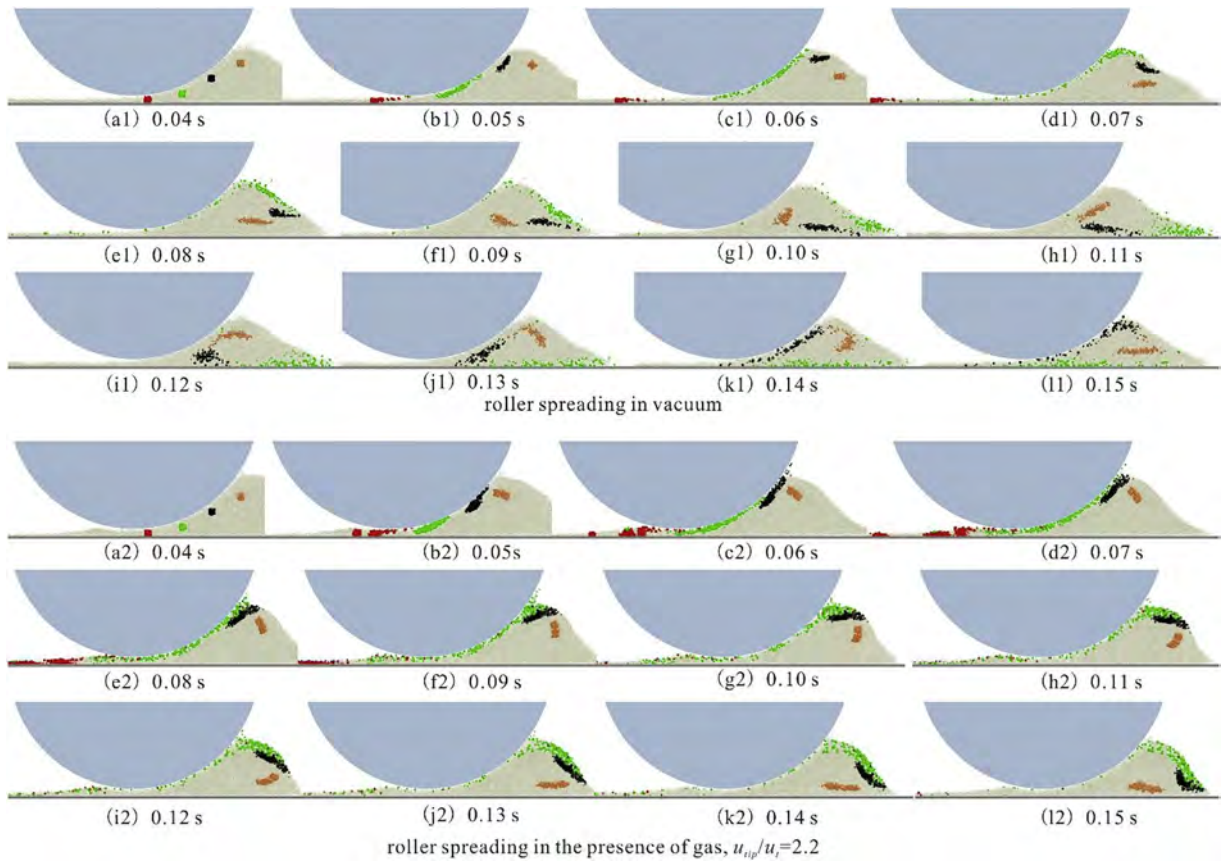 (a1) 0.04 s (b1) 0.05 s (c1) 0.06 s (d1) 0.07 s
(e1) 0.08 s (f1) 0.09 s (g1) 0.10 s (h1) 0.11 s
(i1) 0.12 s (j1) 0.13 s (k1) 0.14 s (l1) 0.15 s
roller spreading in vacuum
(a2) 0.04 s (b2) 0.05s (c2) 0.06 s (d2) 0.07 s
(e2) 0.08 s (f2) 0.09 s (g2) 0.10 s (h2) 0.11 s
(i2) 0.12 s (j2) 0.13 s (k2) 0.14 s (l2) 0.15 s
roller spreading in the presence of gas, u_tip/u_t=2.2